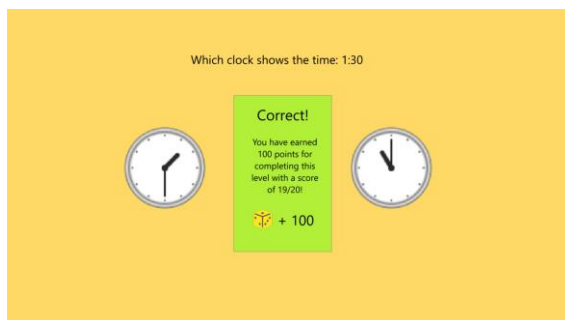 Which clock shows the time: 1:30
Correct!
You have earned
100 points for
completing this
level with a score
of 19/20!
+ 100